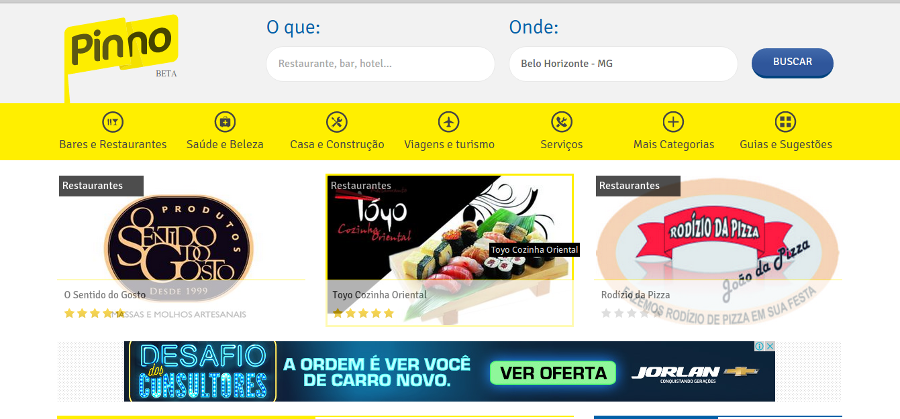 Pinno
BETA
O que:
Restaurante, bar, hotel...
Onde:
Belo Horizonte - MG
BUSCAR
Bares e Restaurantes
Saúde e Beleza
Casa e Construção
Viagens e turismo
Serviços
Mais Categorias
Guias e Sugestões
Restaurantes
PRODUTOS
O SENTIDO DO GOSTO
DESDE 1999
MASSAS E MOLHOS ARTESANAIS
O Sentido do Gosto
Restaurantes
Toyo
Cozinha
Oriental
Toyo Cozinha Oriental
Toyo Cozinha Oriental
Restaurantes
RODÍZIO DA PIZZA
João da Pizza
FAZEMOS RODÍZIO DE PIZZA EM SUA FESTA
Rodízio da Pizza
DESAFIO
dos
CONSULTORES
A ORDEM É VER VOCÊ
DE CARRO NOVO.
VER OFERTA
JORLAN
CONQUISTANDO GERAÇÕES